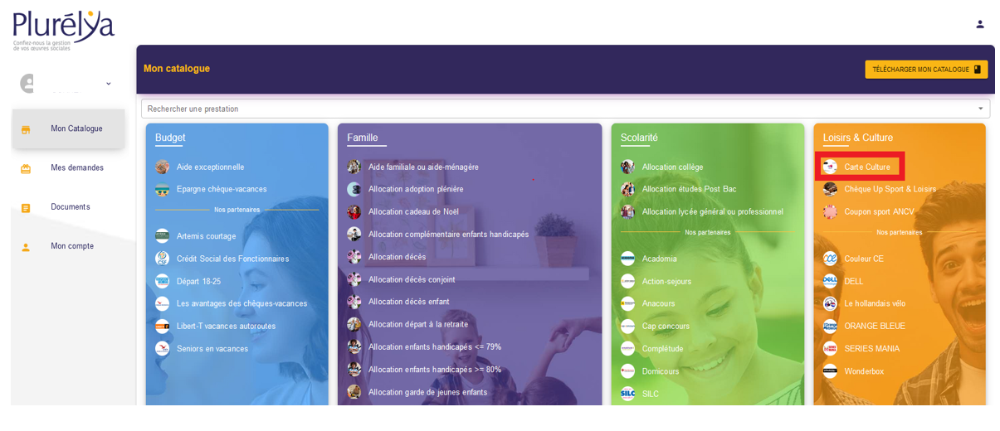 Plurélya
Confiez-nous la gestion
de vos œuvres sociales
Mon Catalogue
Mes demandes
Documents
Mon compte
Mon catalogue
TÉLÉCHARGER MON CATALOGUE
Rechercher une prestation
Budget
Aide exceptionnelle
Epargne chèque-vacances
Nos partenaires
Artemis courtage
Crédit Social des Fonctionnaires
Départ 18-25
Les avantages des chèques-vacances
Libert-T vacances autoroutes
Seniors en vacances
Famille
Aide familiale ou aide-ménagère
Allocation adoption plénière
Allocation cadeau de Noël
Allocation complémentaire enfants handicapés
Allocation décès
Allocation décès conjoint
Allocation décès enfant
Allocation départ à la retraite
Allocation enfants handicapés <= 79%
Allocation enfants handicapés >= 80%
Allocation garde de jeunes enfants
Scolarité
Allocation collège
Allocation études Post Bac
Allocation lycée général ou professionnel
Nos partenaires
Acadomia
Action-sejours
Anacours
Cap concours
Complétude
Domicours
SILC
Loisirs & Culture
Carte Culture
Chèque Up Sport & Loisirs
Coupon sport ANCV
Nos partenaires
Couleur CE
DELL
Le hollandais vélo
ORANGE BLEUE
SERIES MANIA
Wonderbox